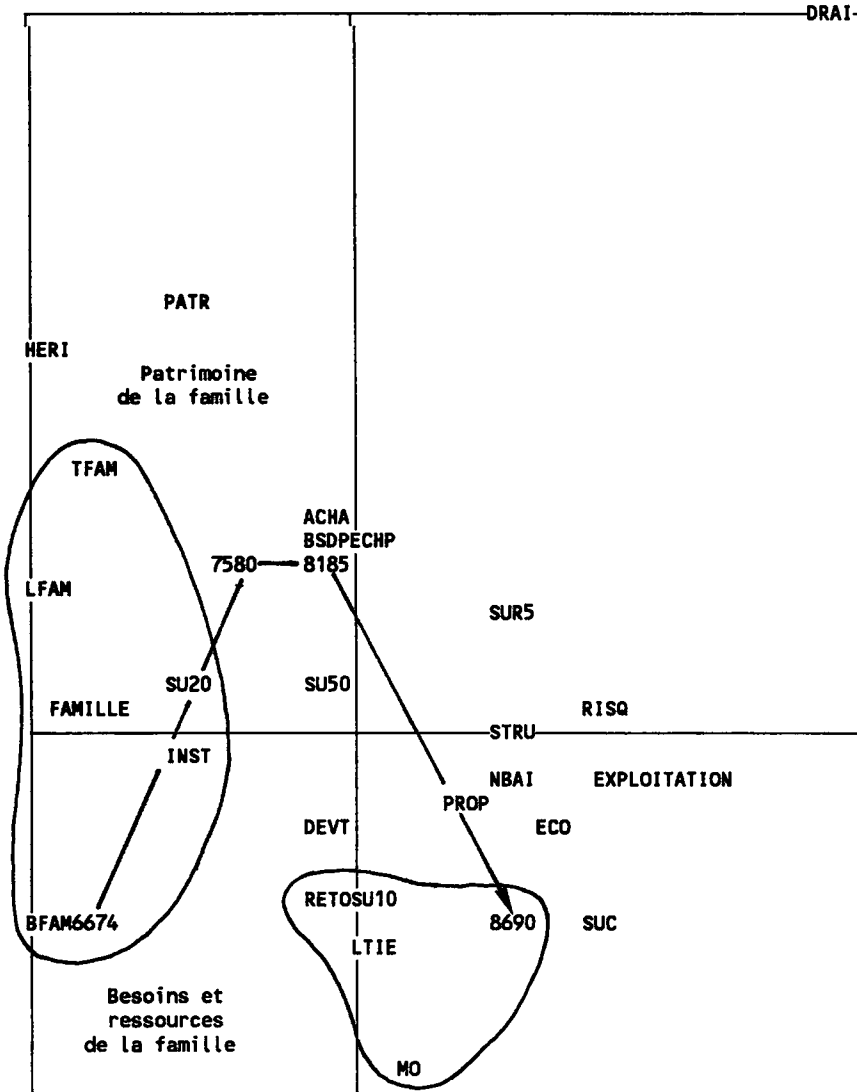 DRAI
PATR
HERI
Patrimoine
de la famille
TFAM
ACHA
BSDPECHP
7580 8185
LFAM
SUR5
SU20 SU50
FAMILLE RISQ
STRU
INST
NBAI EXPLOITATION
PROP
DEVT ECO
RETOSU10
BFAM6674 8690 SUC
LTIE
Besoins et
ressources
de la famille
MO